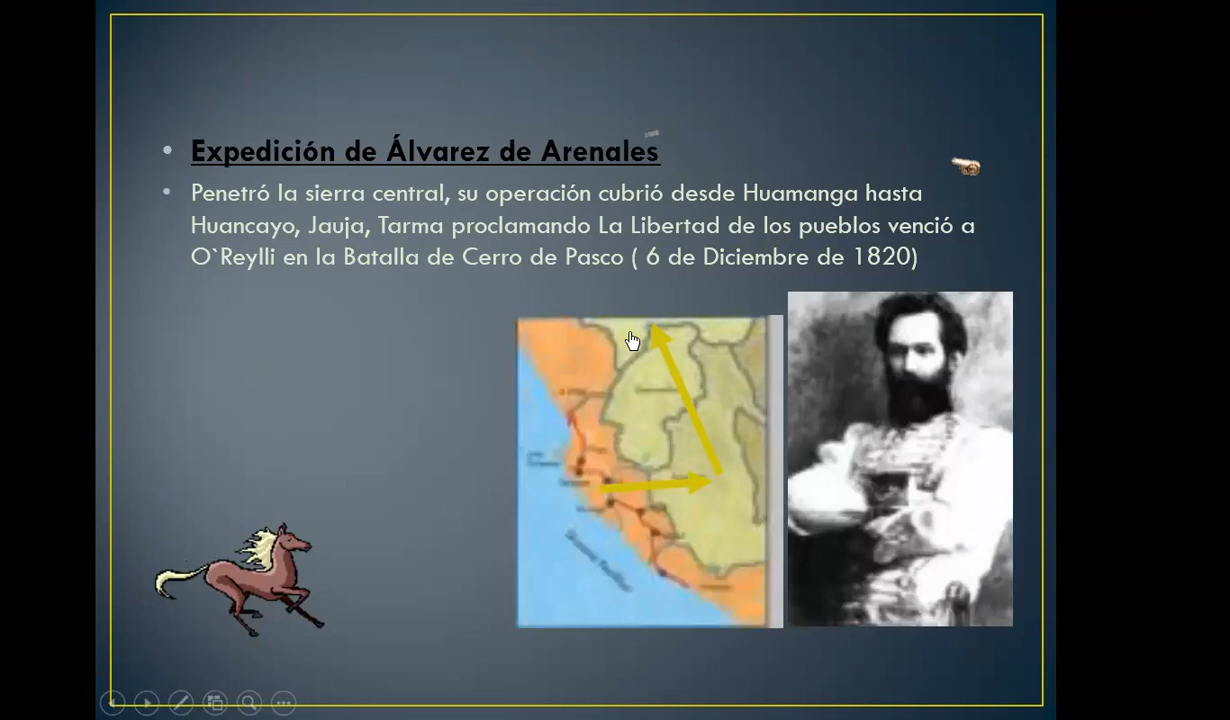 Expedición de Álvarez de Arenales
Penetró la sierra central, su operación cubrió desde Huamanga hasta
Huancayo, Jauja, Tarma proclamando La Libertad de los pueblos venció a
O`Reylli en la Batalla de Cerro de Pasco ( 6 de Diciembre de 1820)